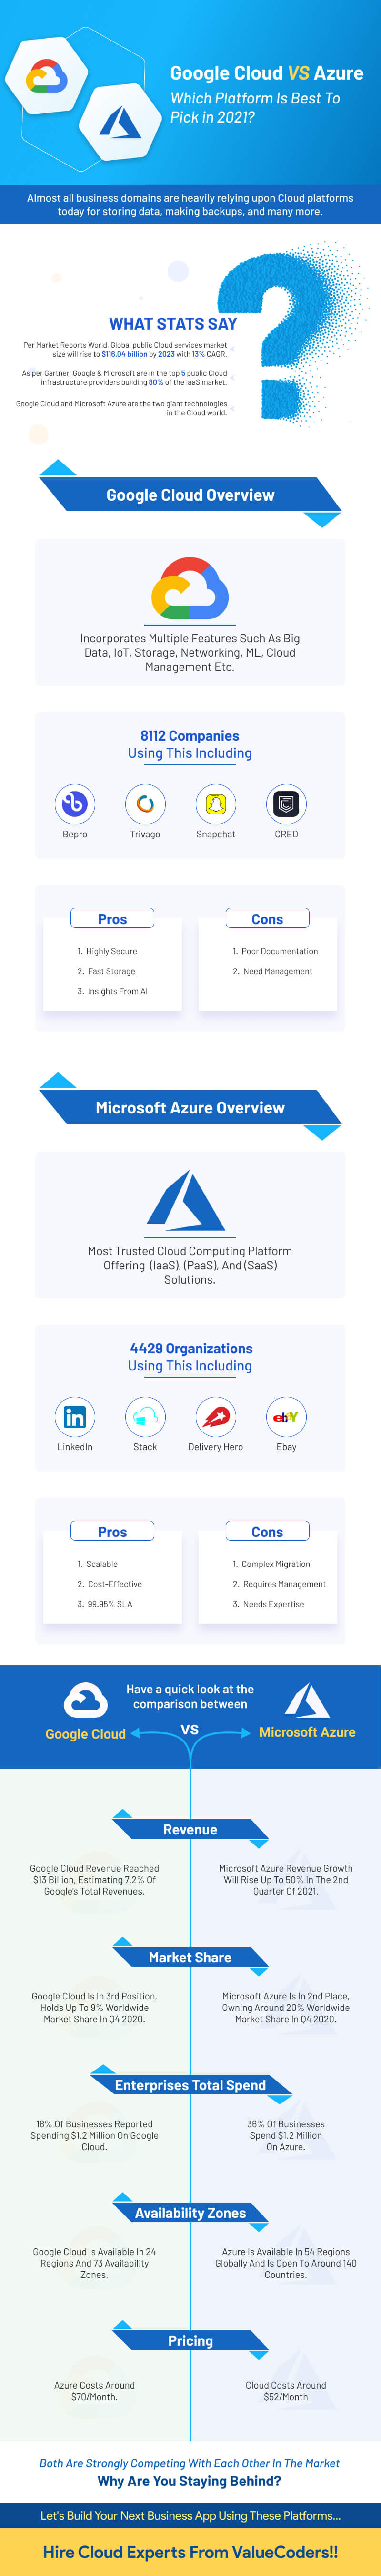 Google Cloud VS Azure
Which Platform Is Best To
Pick in 2021?
Almost all business domains are heavily relying upon Cloud platforms
today for storing data, making backups, and many more.
WHAT STATS SAY
Per Market Reports World, Global public Cloud services market
size will rise to $116.04 billion by 2023 with 13% CAGR.
As per Gartner, Google & Microsoft are in the top 5 public Cloud
infrastructure providers building 80% of the IaaS market.
Google Cloud and Microsoft Azure are the two giant technologies
in the Cloud world.
Google Cloud Overview
Incorporates Multiple Features Such As Big
Data, IoT, Storage, Networking, ML, Cloud
Management Etc.
8112 Companies
Using This Including
Bepro
Trivago
Snapchat
CRED
Pros
1. Highly Secure
2. Fast Storage
3. Insights From AI
Cons
1. Poor Documentation
2. Need Management
Microsoft Azure Overview
Most Trusted Cloud Computing Platform
Offering (IaaS), (PaaS), And (SaaS)
Solutions.
4429 Organizations
Using This Including
in
ebay
LinkedIn
Stack
Delivery Hero
Ebay
Pros
1. Scalable
2. Cost-Effective
3. 99.95% SLA
Cons
1. Complex Migration
2. Requires Management
3. Needs Expertise
Have a quick look at the
comparison between
Google Cloud
VS
Microsoft Azure
Revenue
Google Cloud Revenue Reached
$13 Billion, Estimating 7.2% Of
Google's Total Revenues.
Microsoft Azure Revenue Growth
Will Rise Up To 50% In The 2nd
Quarter Of 2021.
Market Share
Google Cloud Is In 3rd Position,
Holds Up To 9% Worldwide
Market Share In Q4 2020.
Microsoft Azure Is In 2nd Place,
Owning Around 20% Worldwide
Market Share In Q4 2020.
Enterprises Total Spend
18% Of Businesses Reported
Spending $1.2 Million On Google
Cloud.
36% Of Businesses
Spend $1.2 Million
On Azure.
Availability Zones
Google Cloud Is Available In 24
Regions And 73 Availability
Zones.
Azure Is Available In 54 Regions
Globally And Is Open To Around 140
Countries.
Pricing
Azure Costs Around
$70/Month.
Cloud Costs Around
$52/Month
Both Are Strongly Competing With Each Other In The Market
Why Are You Staying Behind?
Let's Build Your Next Business App Using These Platforms...
Hire Cloud Experts From ValueCoders!!